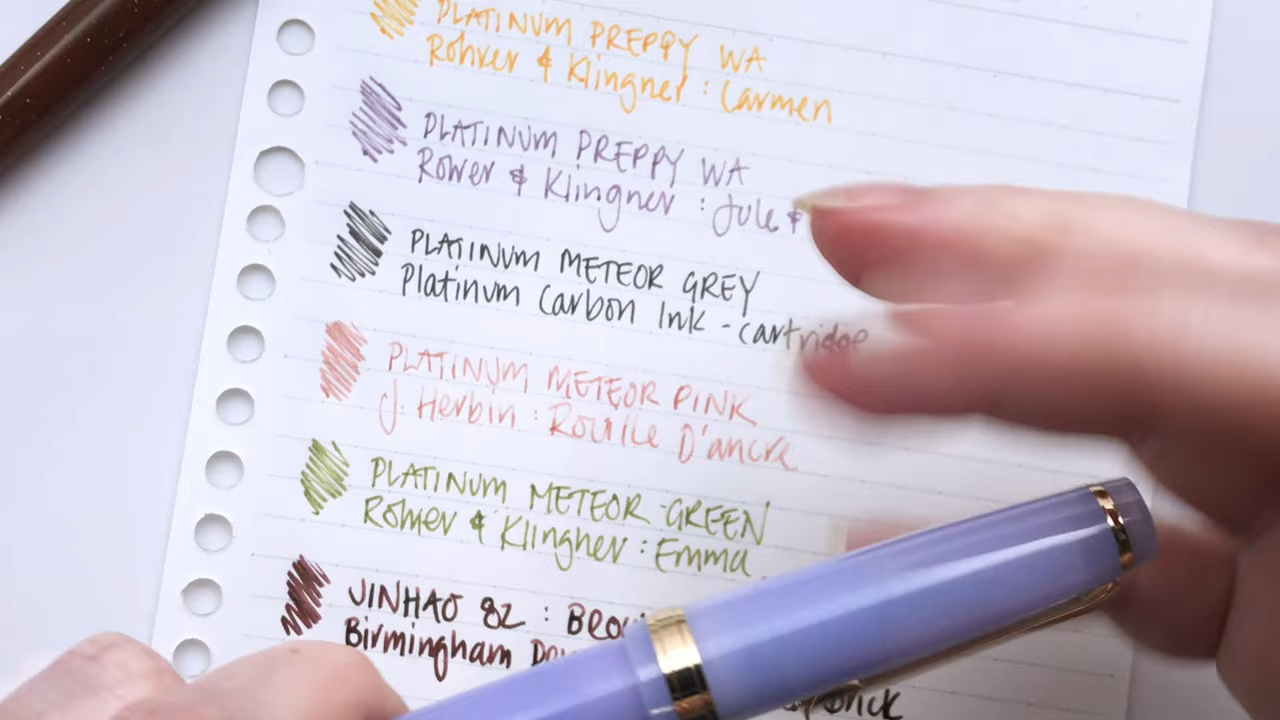 PLATINUM PREPPY WA
Rohrer & Klingner : Carmen
PLATINUM PREPPY WA
Rohrer & Klingner : Jule &
PLATINUM METEOR GREY
Platinum Carbon Ink - cartridge
PLATINUM METEOR PINK
J. Herbin : Rouille D'ancre
PLATINUM METEOR GREEN
Rohrer & Klingner : Emma
JINHAO 82 :
Birmingham
Brick